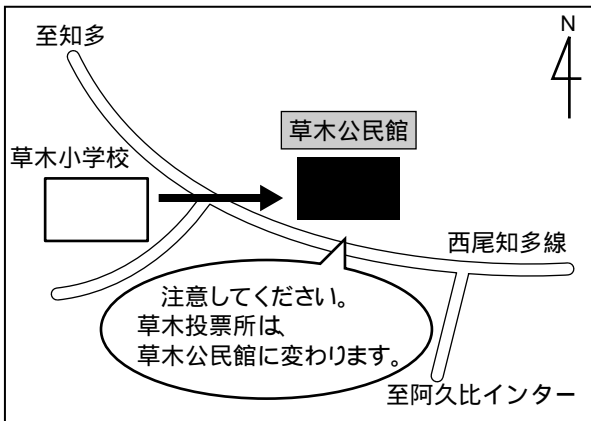 至知多
N
草木公民館
草木小学校
西尾知多線
注意してください。
草木投票所は、
草木公民館に変わります。
至阿久比インター